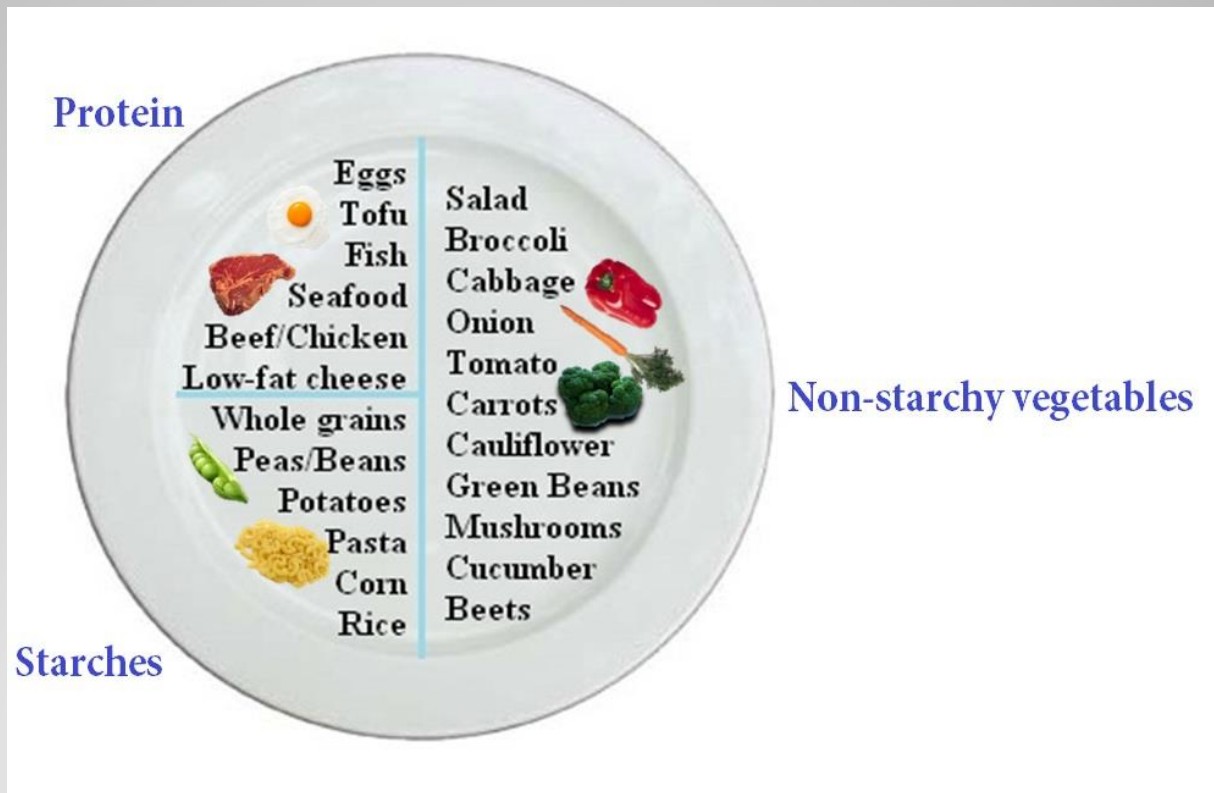 Protein
Eggs
Tofu
Fish
Seafood
Beef/Chicken
Low-fat cheese
Whole grains
Peas/Beans
Potatoes
Pasta
Corn
Rice
Starches
Salad
Broccoli
Cabbage
Onion
Tomato
Carrots
Cauliflower
Green Beans
Mushrooms
Cucumber
Beets
Non-starchy vegetables